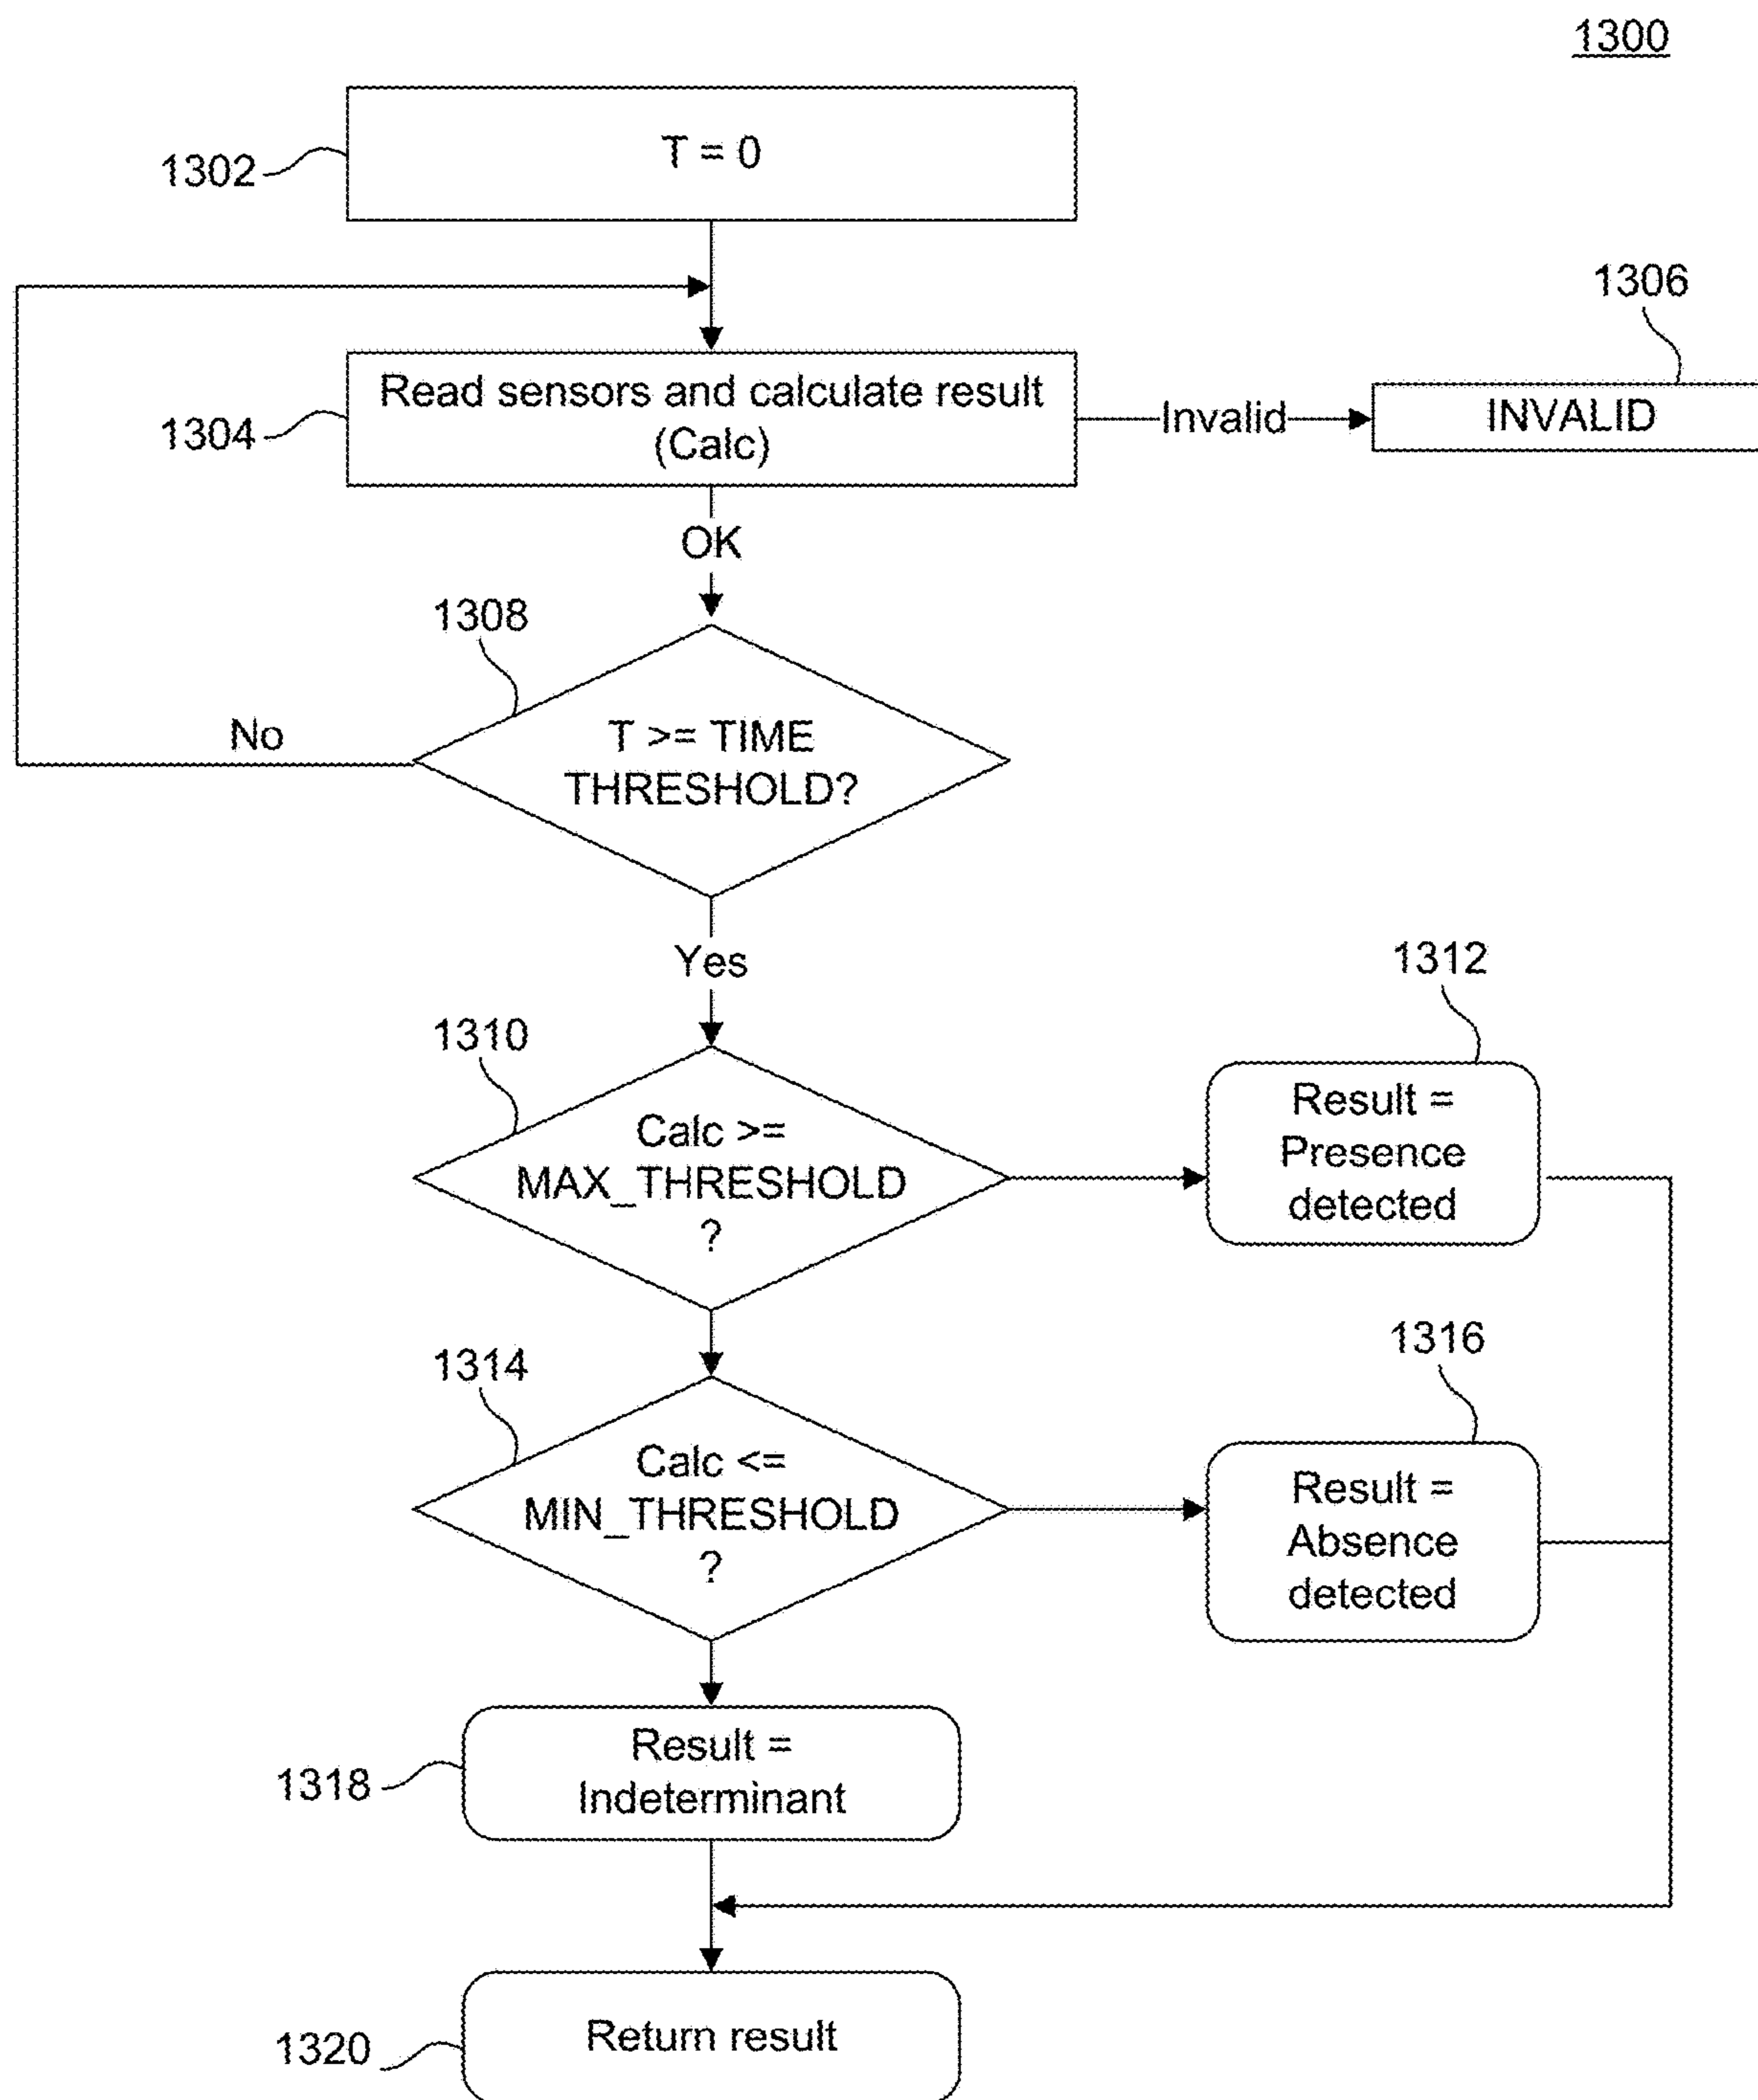 1300
T = 0
1302
1306
Read sensors and calculate result
(Calc)
1304
Invalid
INVALID
OK
1308
No
T >= TIME
THRESHOLD?
Yes
1312
1310
Result =
Presence
detected
Calc >=
MAX_THRESHOLD
?
1316
1314
Result =
Absence
detected
Calc <=
MIN_THRESHOLD
?
Result =
Indeterminant
1318
Return result
1320